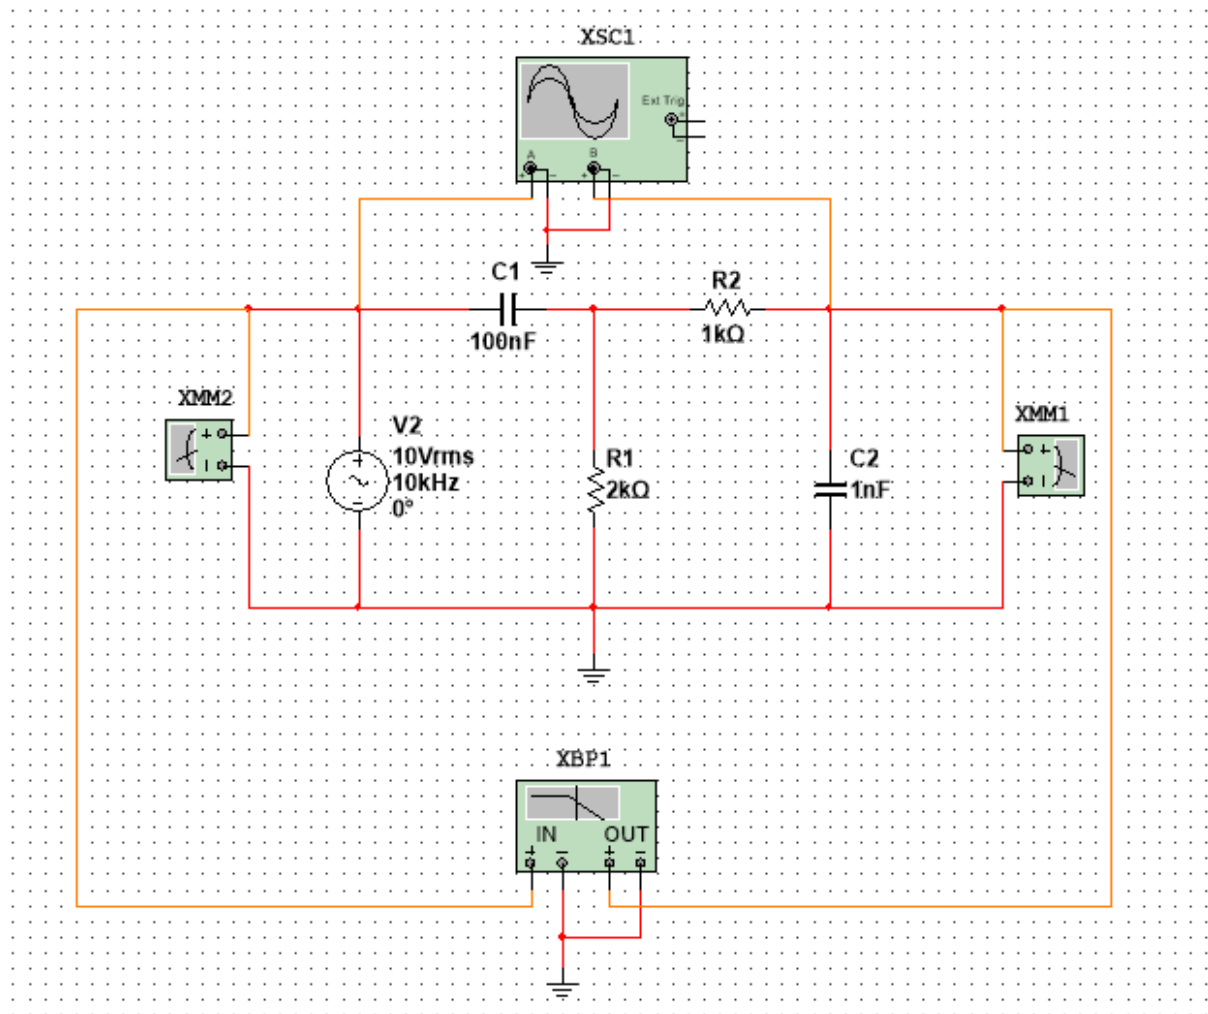 XSC1
Ext Trig
+
−
A
B
+ − + −
C1
100nF
R2
1kΩ
XMM2
+
−
V2
10Vrms
10kHz
0°
+
−
R1
2kΩ
C2
1nF
XMM1
+
−
XBP1
IN OUT
+ − + −